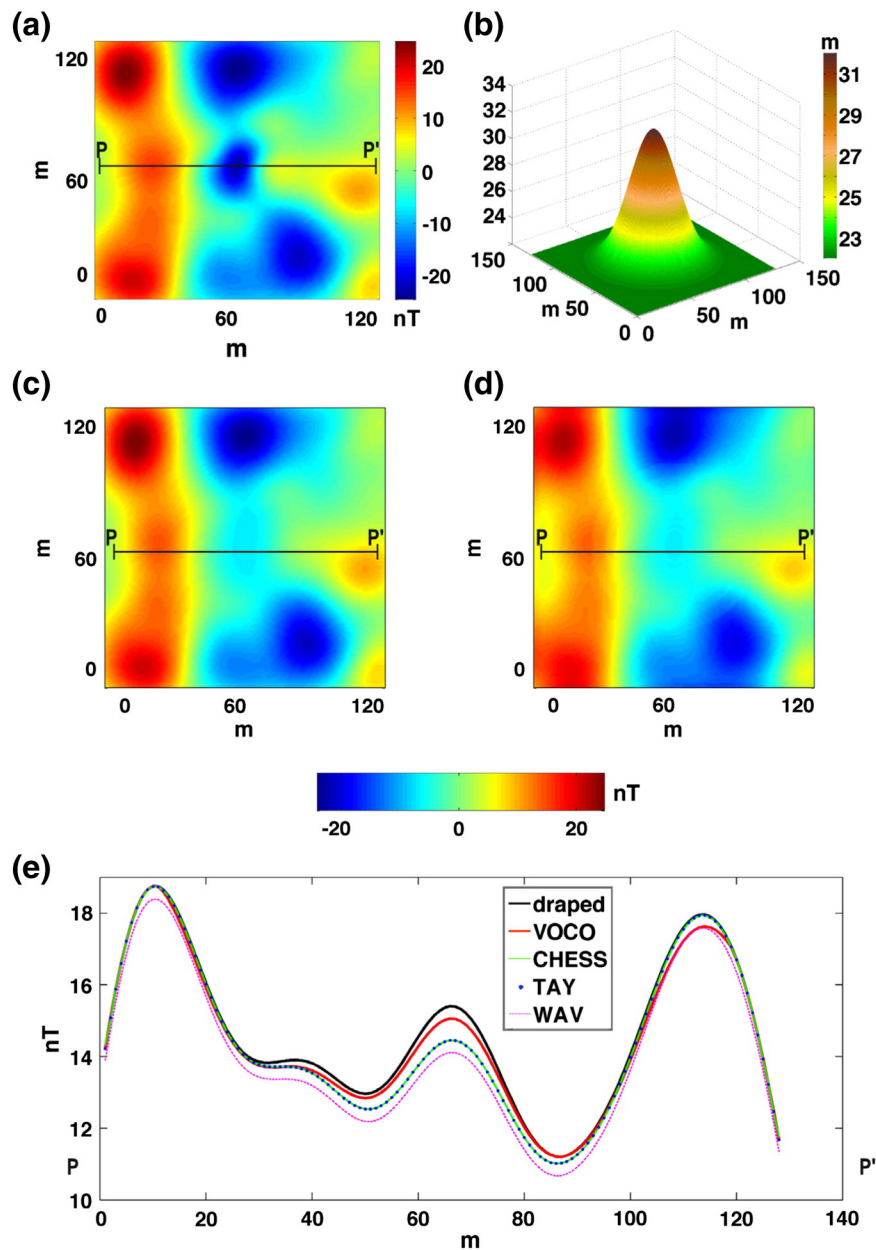 (a)
120
60
0
m
P
P'
0
60
120
m
20
10
0
-10
-20
nT
(b)
34
32
30
28
26
24
150
100
50
0
m
0
50
100
150
m
m
31
29
27
25
23
(c)
120
60
0
m
P
P'
0
60
120
m
(d)
120
60
0
m
P
P'
0
60
120
m
nT
-20
0
20
(e)
18
16
14
12
10
nT
draped
VOCO
CHESS
TAY
WAV
P
P'
0
20
40
60
80
100
120
140
m